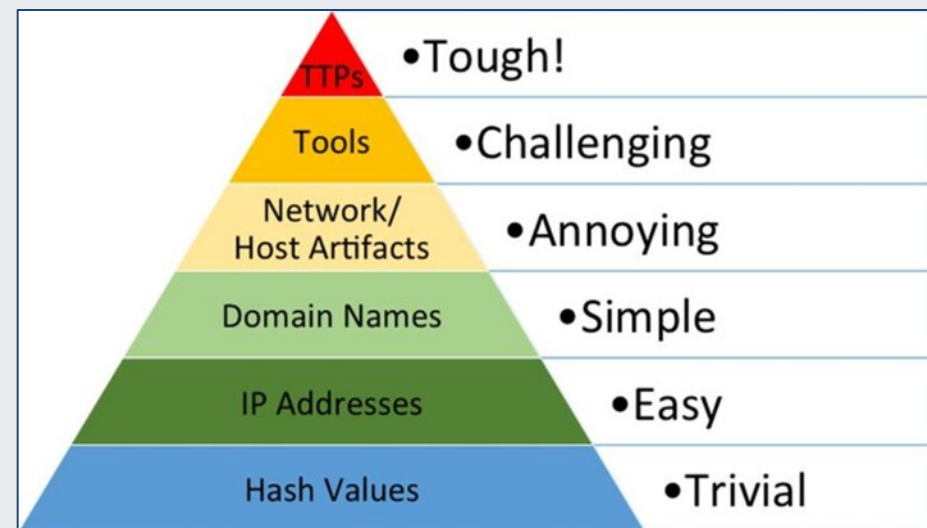 TTPs
•Tough!
Tools
•Challenging
Network/
Host Artifacts
•Annoying
Domain Names
•Simple
IP Addresses
•Easy
Hash Values
•Trivial